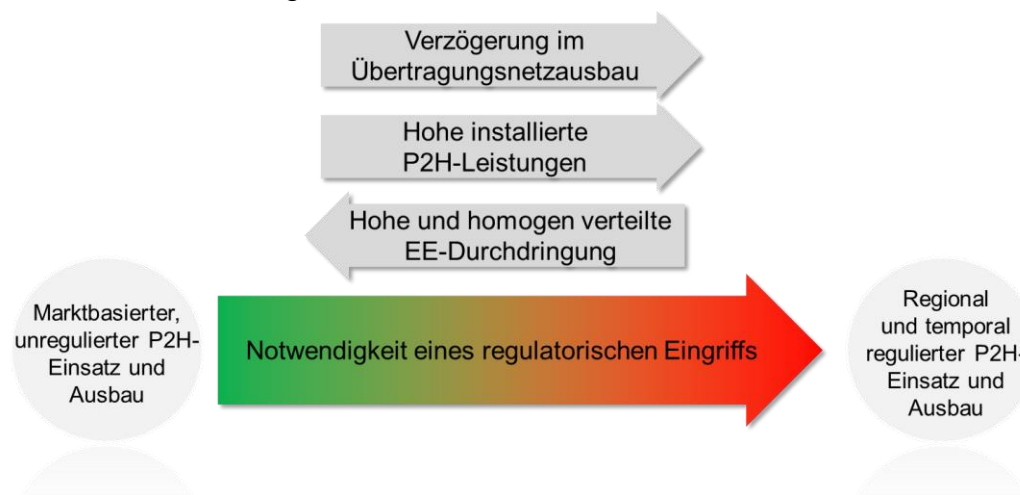 Verzögerung im
Übertragungsnetzausbau
Hohe installierte
P2H-Leistungen
Hohe und homogen verteilte
EE-Durchdringung
Marktbasierter,
unregulierter P2H-
Einsatz und
Ausbau
Notwendigkeit eines regulatorischen Eingriffs
Regional
und temporal
regulierter P2H-
Einsatz und
Ausbau